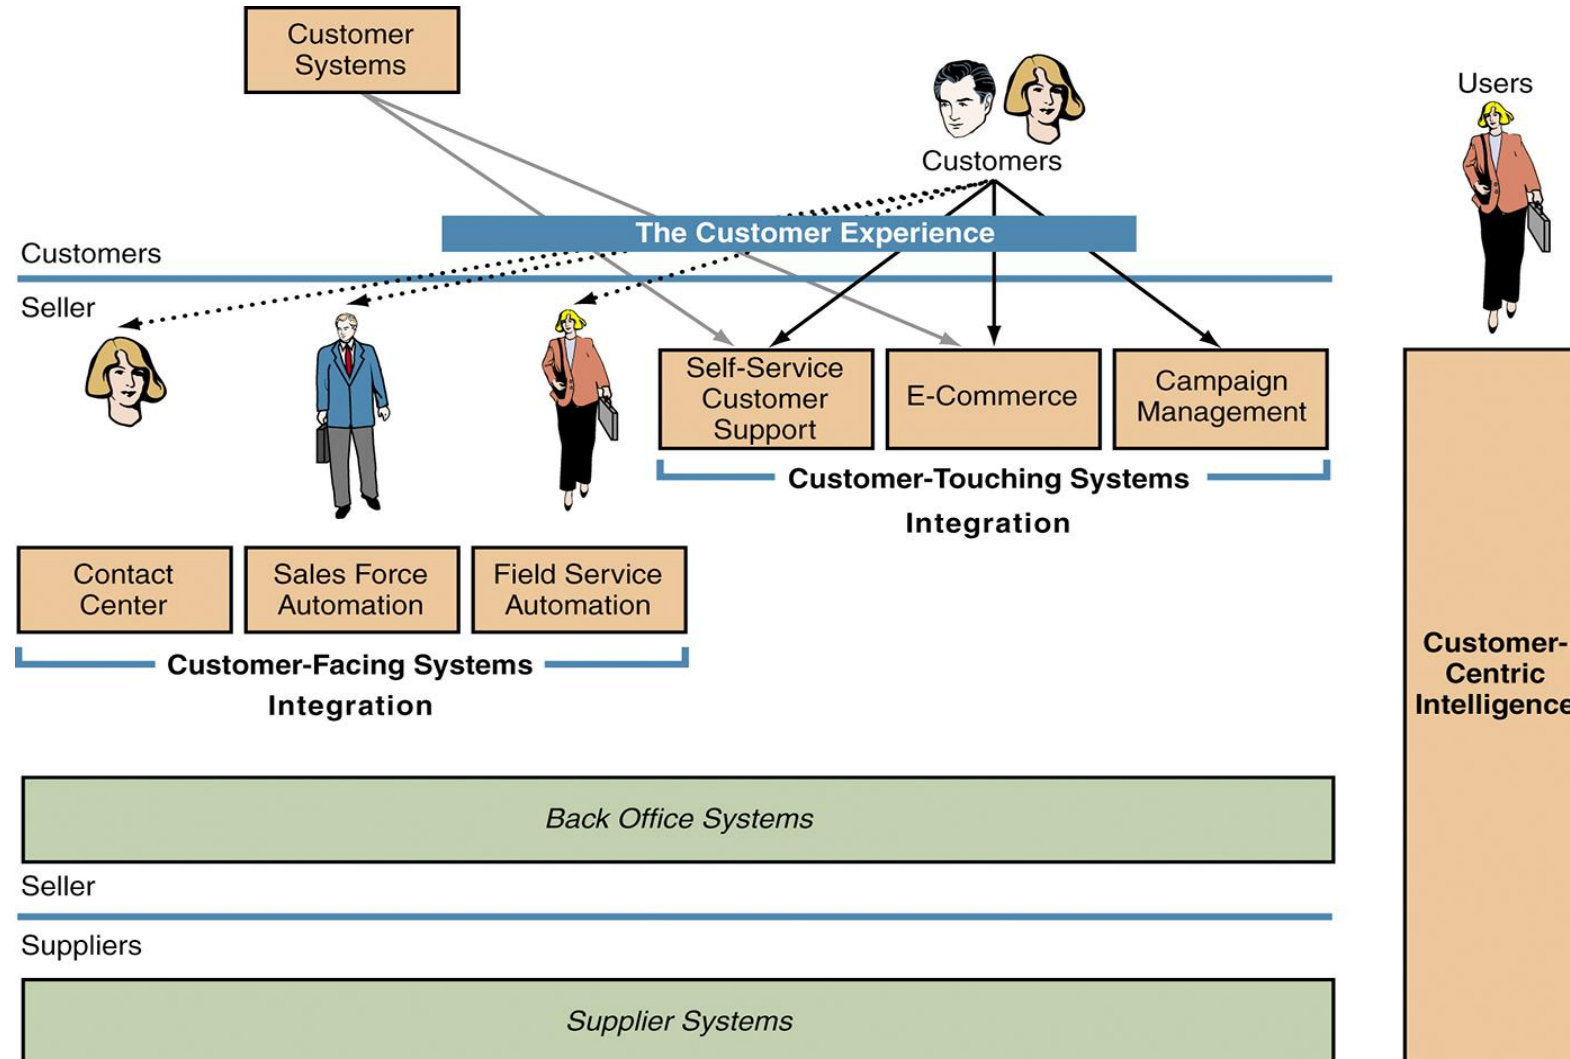 Customer
Systems
Customers
Users
The Customer Experience
Customers
Seller
Self-Service
Customer
Support
E-Commerce
Campaign
Management
Customer-Touching Systems
Integration
Contact
Center
Sales Force
Automation
Field Service
Automation
Customer-Facing Systems
Integration
Customer-
Centric
Intelligence
Back Office Systems
Seller
Suppliers
Supplier Systems